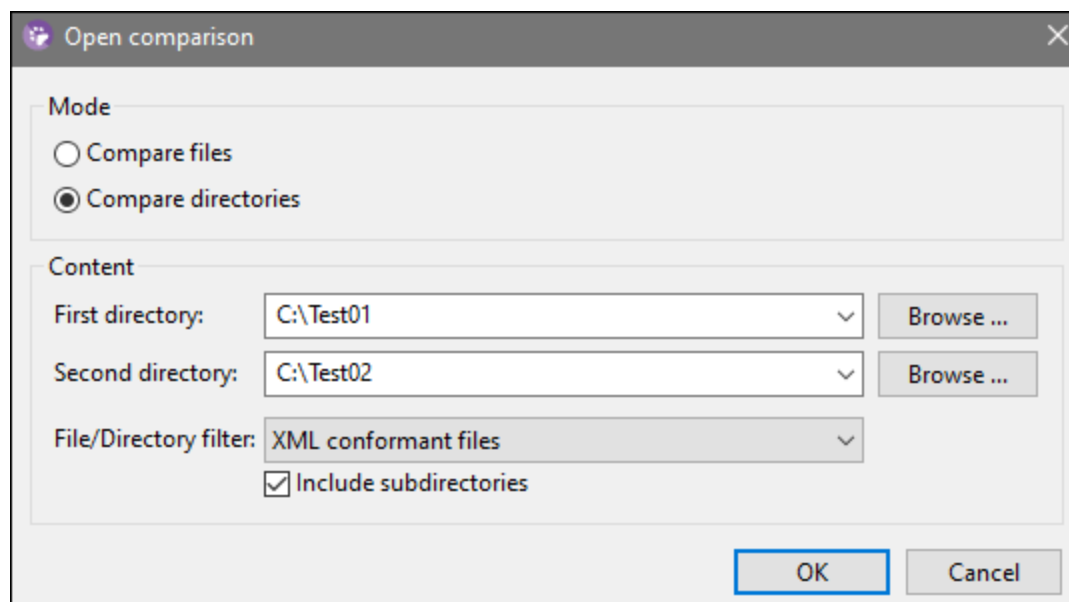 Open comparison
Mode
Compare files
Compare directories
Content
First directory: C:\Test01 Browse ...
Second directory: C:\Test02 Browse ...
File/Directory filter: XML conformant files
Include subdirectories
OK Cancel